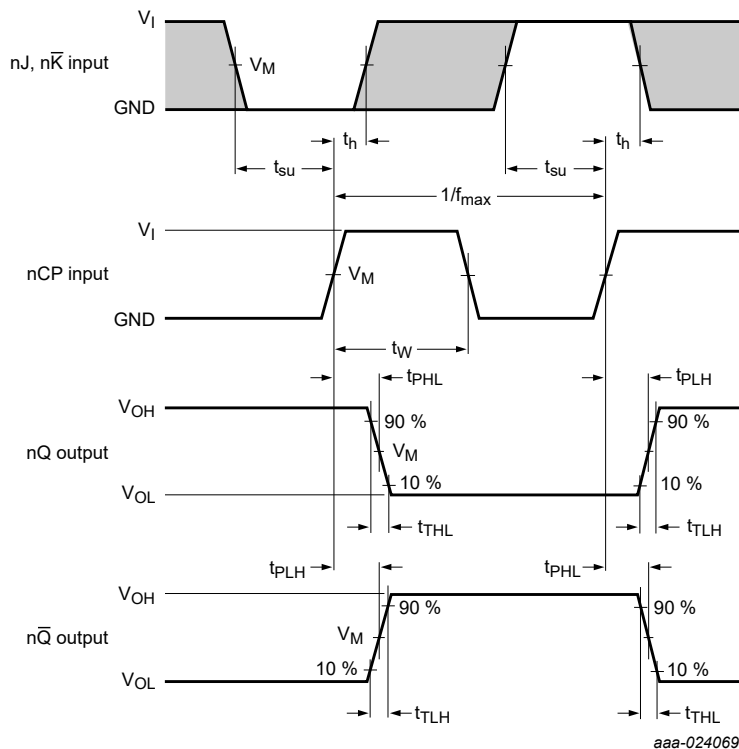 V_I
nJ, nK̅ input
V_M
GND
t_h
t_h
t_su
t_su
1/f_max
V_I
nCP input
V_M
GND
t_W
t_PHL
t_PLH
V_OH
90 %
90 %
nQ output
V_M
10 %
10 %
V_OL
t_THL
t_TLH
t_PLH
t_PHL
V_OH
90 %
90 %
nQ̅ output
V_M
10 %
10 %
V_OL
t_TLH
t_THL
aaa-024069